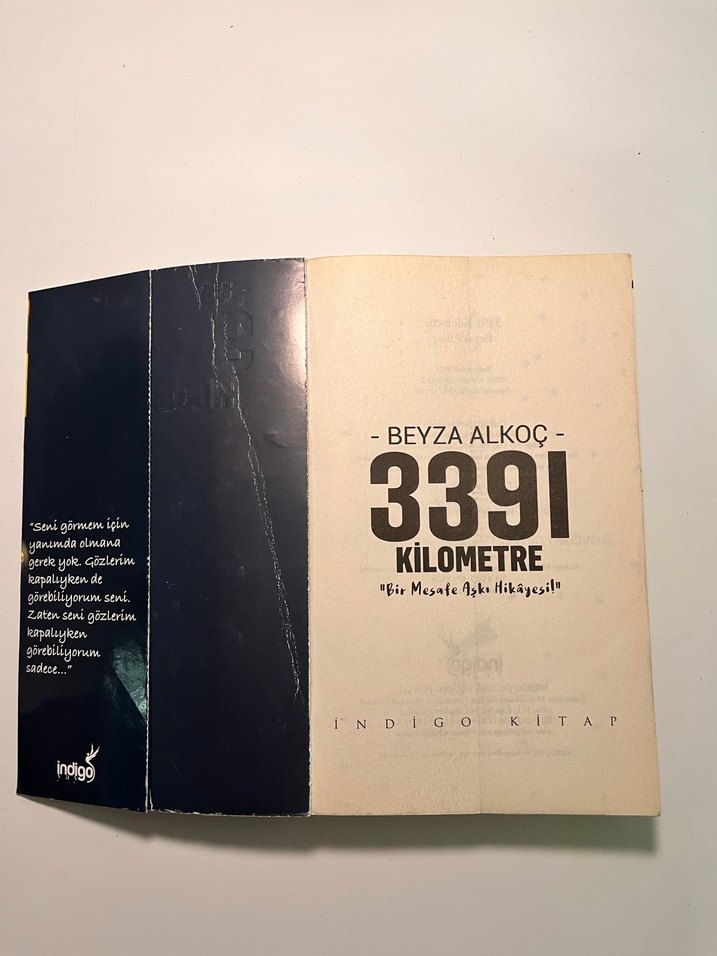 "Seni görmem için
yanımda olmana
gerek yok. Gözlerim
kapalıyken de
görebiliyorum seni.
Zaten seni gözlerim
kapalıyken
görebiliyorum
sadece..."
indigo
- BEYZA ALKOÇ -
3391
KİLOMETRE
"Bir Mesafe Aşkı Hikâyesi!"
İNDİGO KİTAP